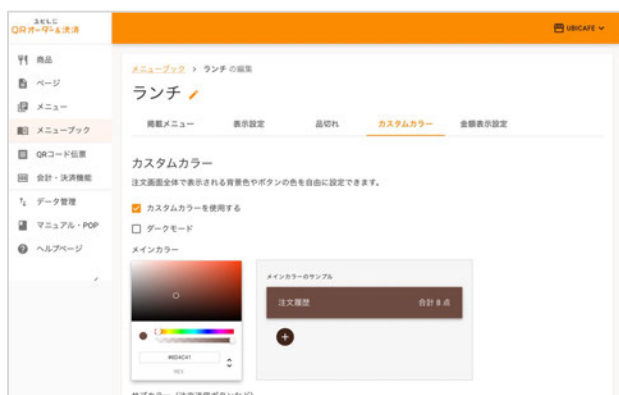 ユビレジ
QRオーダー&決済
UBICAFE
商品
ページ
メニュー
メニューブック
QRコード伝票
会計・決済機能
データ管理
マニュアル・POP
ヘルプページ
メニューブック › ランチ の編集
ランチ
掲載メニュー 表示設定 品切れ カスタムカラー 金額表示設定
カスタムカラー
注文画面全体で表示される背景色やボタンの色を自由に設定できます。
カスタムカラーを使用する
ダークモード
メインカラー
メインカラーのサンプル
注文履歴 合計 8 点
#6D4C41
HEX